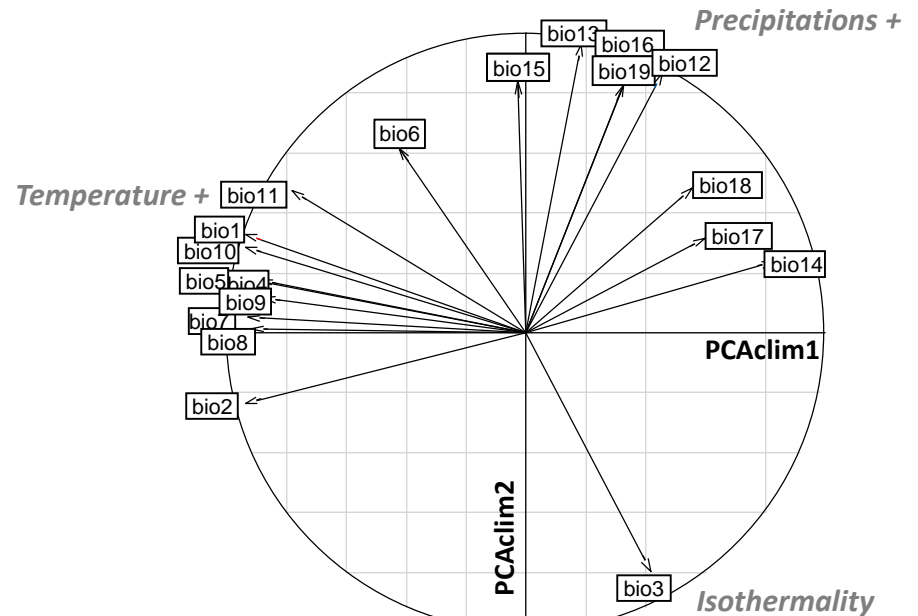 Precipitations +
bio13
bio16
bio12
bio15
bio19
bio6
bio18
Temperature +
bio11
bio1
bio17
bio10
bio14
bio5
bio4
bio9
bio7
bio8
PCAclim1
bio2
PCAclim2
bio3
Isothermality